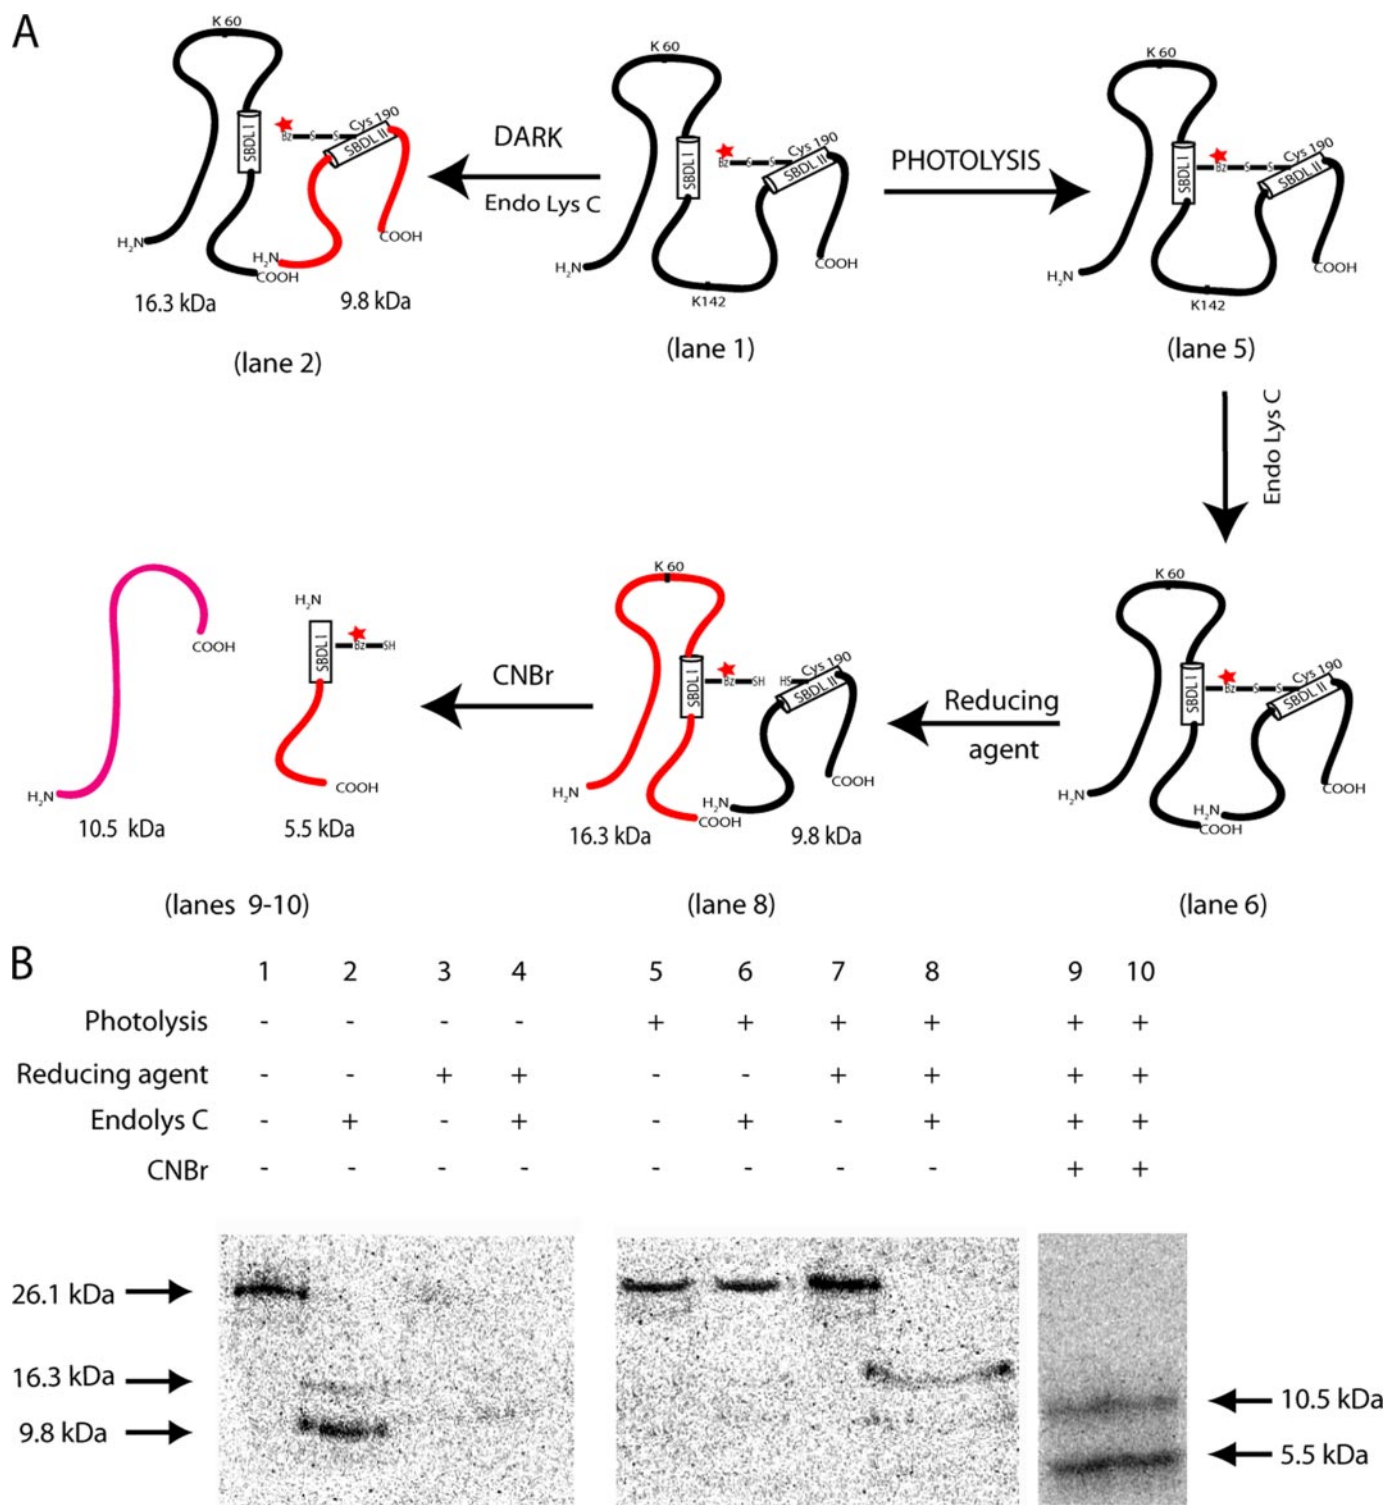 A
K 60
SBDL I
Bz S S
Cys 190
SBDL II
H₂N
H₂N
COOH
COOH
16.3 kDa
9.8 kDa
(lane 2)
DARK
Endo Lys C
K 60
SBDL I
Bz S S
Cys 190
SBDL II
H₂N
COOH
K142
(lane 1)
PHOTOLYSIS
K 60
SBDL I
Bz S S
Cys 190
SBDL II
H₂N
COOH
K142
(lane 5)
Endo Lys C
H₂N
COOH
10.5 kDa
H₂N
SBDL I
Bz SH
COOH
5.5 kDa
(lanes 9-10)
CNBr
K 60
SBDL I
Bz SH
HS
Cys 190
SBDL II
H₂N
H₂N
COOH
COOH
16.3 kDa
9.8 kDa
(lane 8)
Reducing
agent
K 60
SBDL I
Bz S S
Cys 190
SBDL II
H₂N
H₂N
COOH
COOH
(lane 6)
B
1 2 3 4 5 6 7 8 9 10
Photolysis - - - - + + + + + +
Reducing agent - - + + - - + + + +
Endolys C - + - + - + - + + +
CNBr - - - - - - - - + +
26.1 kDa
16.3 kDa
9.8 kDa
10.5 kDa
5.5 kDa